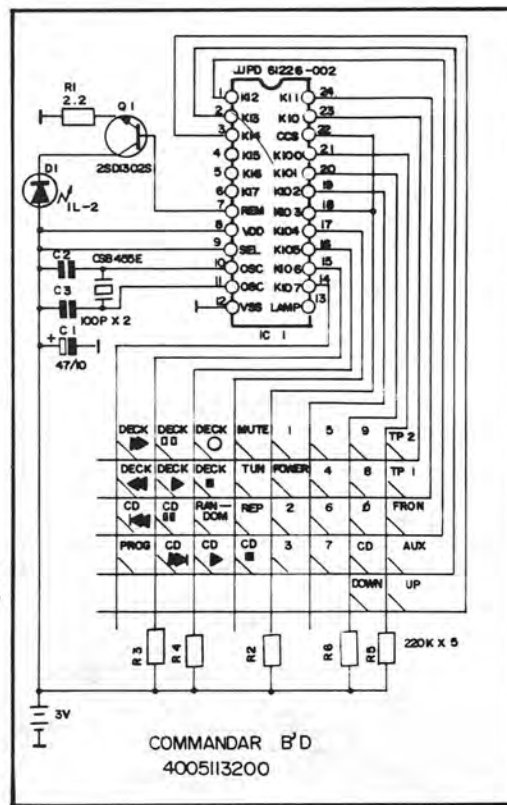 μPD 61226-002
R1
2.2
Q1
2SD1302S
D1
IL-2
1 KI2 KI1 24
2 KI3 KI0 23
3 KI4 CCS 22
4 KI5 KIO0 21
5 KI6 KIO1 20
6 KI7 KIO2 19
7 REM KIO3 18
8 VDD KIO4 17
9 SEL KIO5 16
10 OSC KIO6 15
11 OSC KIO7 14
12 VSS LAMP 13
IC 1
C2
CSB455E
C3
100P X 2
+ C1
47/10
DECK DECK DECK MUTE 1 5 9 TP 2
DECK DECK DECK TUN POWER 4 8 TP 1
CD CD RAN-DOM REP 2 6 0 FRON
PROG CD CD CD 3 7 CD AUX
DOWN UP
R3 R4 R2 R6 R5 220K X 5
3V
COMMANDAR B'D
4005113200